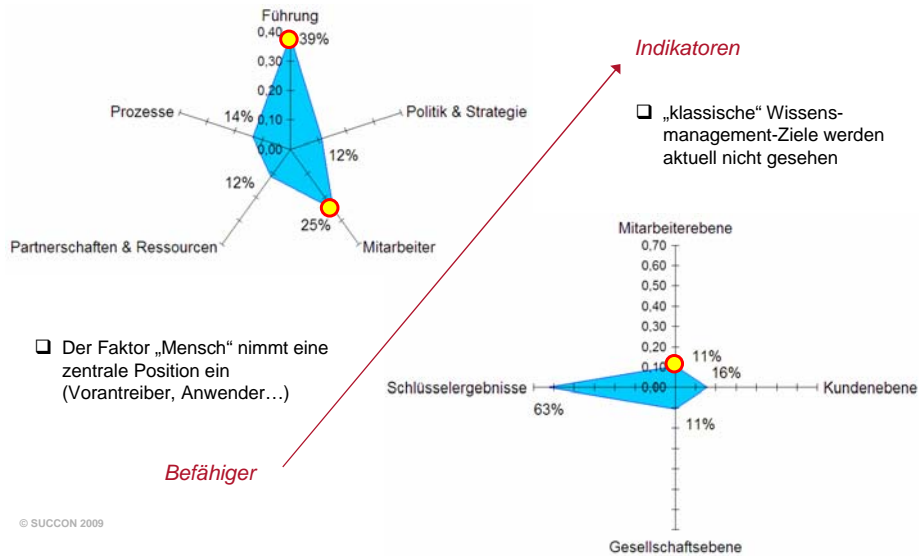 Führung
0,40
39%
0,30
0,20
0,10
0,00
Prozesse
14%
Politik & Strategie
12%
12%
25%
Partnerschaften & Ressourcen
Mitarbeiter
Indikatoren
„klassische“ Wissens-
management-Ziele werden
aktuell nicht gesehen
Der Faktor „Mensch“ nimmt eine
zentrale Position ein
(Vorantreiber, Anwender…)
Befähiger
Mitarbeiterebene
0,70
0,60
0,50
0,40
0,30
0,20
0,10
0,00
11%
16%
Schlüsselergebnisse
Kundenebene
63%
11%
Gesellschaftsebene
© SUCCON 2009